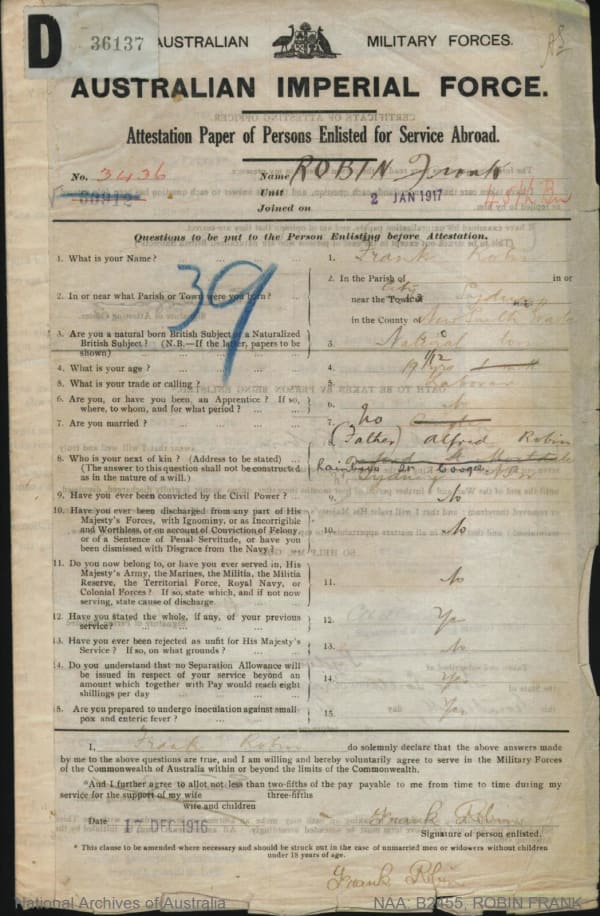 D
36137
AUSTRALIAN MILITARY FORCES.
AUSTRALIAN IMPERIAL FORCE.
Attestation Paper of Persons Enlisted for Service Abroad.
No. 3436 Name ROBIN Frank
Unit 45th Bn
Joined on 2 JAN 1917
Questions to be put to the Person Enlisting before Attestation.
39
1. What is your Name? ... ... ... 1. Frank Robin
2. In or near what Parish or Town were you born? ... 2. In the Parish of in or
near the Town of Sydney
in the County of New South Wales
3. Are you a natural born British Subject or a Naturalized
British Subject? (N.B.—If the latter, papers to be
shown) 3. Natural born
4. What is your age? ... ... ... 4. 19 1/12 yrs
5. What is your trade or calling? ... ... 5. Labourer
6. Are you, or have you been, an Apprentice? If so,
where, to whom, and for what period? ... ... 6. No
7. Are you married? ... ... ... 7. No Single
8. Who is your next of kin? (Address to be stated) ...
(The answer to this question shall not be constructed
as in the nature of a will.) 8. (Father) Alfred Robin
Coogee.
Sydney NSW
9. Have you ever been convicted by the Civil Power? ... 9. No
10. Have you ever been discharged from any part of His
Majesty's Forces, with Ignominy, or as Incorrigible
and Worthless, or on account of Conviction of Felony,
or of a Sentence of Penal Servitude, or have you
been dismissed with Disgrace from the Navy? ... 10. No
11. Do you now belong to, or have you ever served in, His
Majesty's Army, the Marines, the Militia, the Militia
Reserve, the Territorial Force, Royal Navy, or
Colonial Forces? If so, state which, and if not now
serving, state cause of discharge 11. No
12. Have you stated the whole, if any, of your previous
service? ... ... ... 12. Yes
13. Have you ever been rejected as unfit for His Majesty's
Service? If so, on what grounds? ... ... 13. No
14. Do you understand that no Separation Allowance will
be issued in respect of your service beyond an
amount which together with Pay would reach eight
shillings per day ... ... ... 14. Yes
15. Are you prepared to undergo inoculation against small-
pox and enteric fever? ... ... ... 15. Yes
I, Frank Robin do solemnly declare that the above answers made
by me to the above questions are true, and I am willing and hereby voluntarily agree to serve in the Military Forces
of the Commonwealth of Australia within or beyond the limits of the Commonwealth.
*And I further agree to allot not less than two-fifths of the pay payable to me from time to time during my
three-fifths
service for the support of my wife
wife and children
Date 17 DEC 1916 Frank Robin
Signature of person enlisted.
* This clause to be amended where necessary and should be struck out in the case of unmarried men or widowers without children
under 18 years of age.
Frank Robin
National Archives of Australia NAA: B2455, ROBIN FRANK